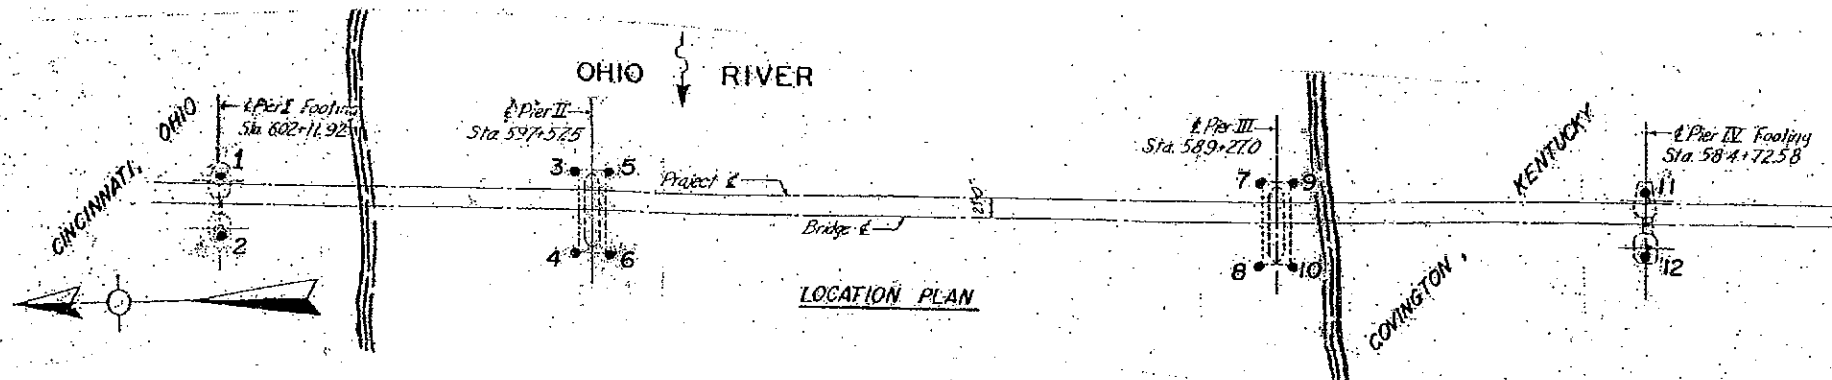 OHIO RIVER
CINCINNATI, OHIO
℄ Pier I Footing
Sta. 602+11.92
1
2
℄ Pier II
Sta 597+57.5
3
5
4
6
Project ℄
Bridge ℄
LOCATION PLAN
℄ Pier III
Sta. 589+27.0
7
9
8
10
COVINGTON, KENTUCKY
℄ Pier IV Footing
Sta. 584+72.58
11
12